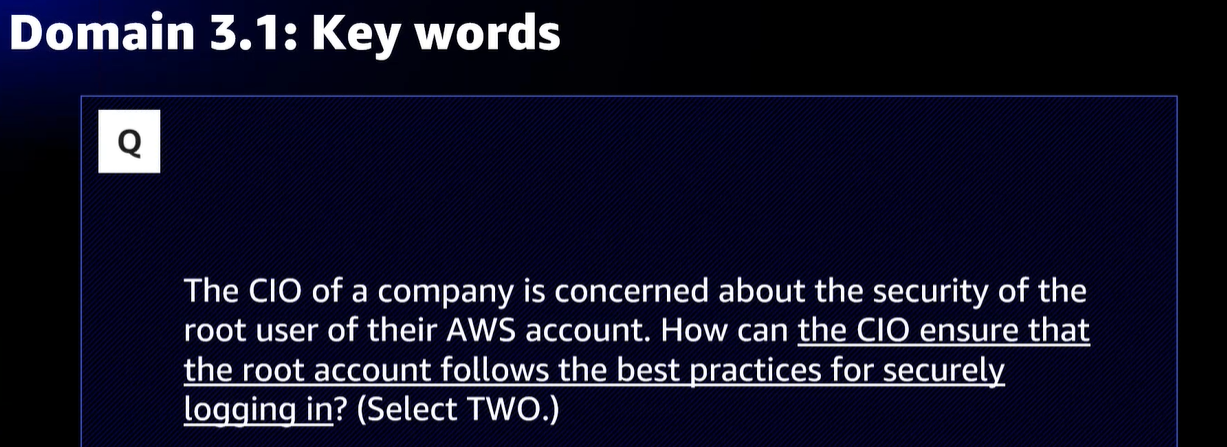 Domain 3.1: Key words
Q
The CIO of a company is concerned about the security of the
root user of their AWS account. How can the CIO ensure that
the root account follows the best practices for securely
logging in? (Select TWO.)